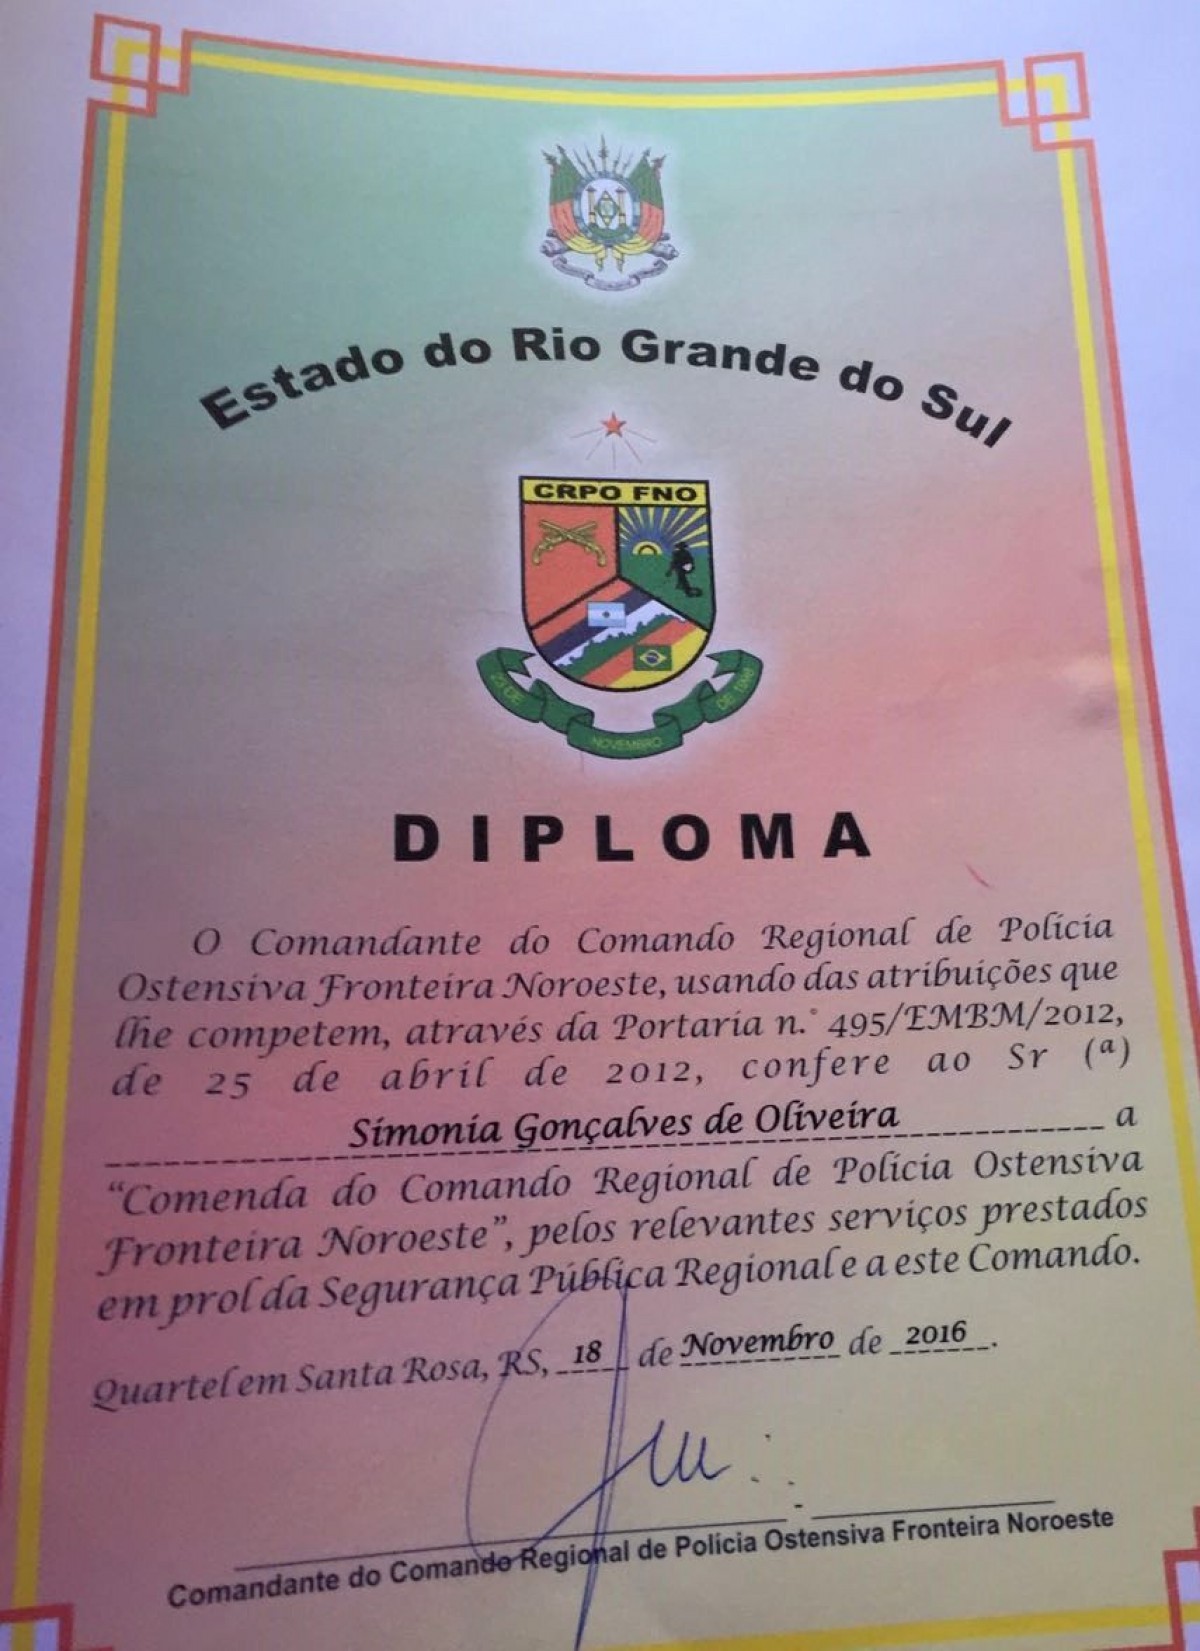 Estado do Rio Grande do Sul
CRPO FNO
NOVEMBRO
DIPLOMA
O Comandante do Comando Regional de Polícia
Ostensiva Fronteira Noroeste, usando das atribuições que
lhe competem, através da Portaria n.° 495/EMBM/2012,
de 25 de abril de 2012, confere ao Sr (ª)
Simonia Gonçalves de Oliveira a
“Comenda do Comando Regional de Polícia Ostensiva
Fronteira Noroeste”, pelos relevantes serviços prestados
em prol da Segurança Pública Regional e a este Comando.
Quartel em Santa Rosa, RS, 18 de Novembro de 2016.
Comandante do Comando Regional de Polícia Ostensiva Fronteira Noroeste